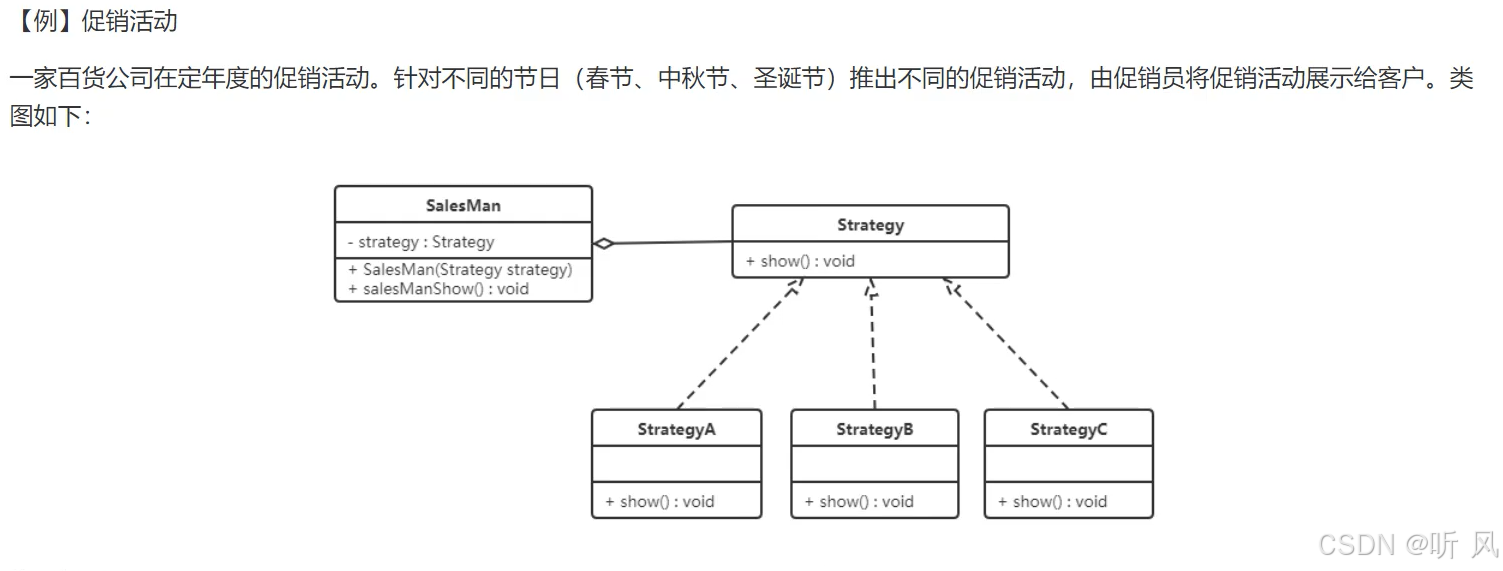 【例】促销活动
一家百货公司在定年度的促销活动。针对不同的节日（春节、中秋节、圣诞节）推出不同的促销活动，由促销员将促销活动展示给客户。类
图如下：
SalesMan
- strategy : Strategy
+ SalesMan(Strategy strategy)
+ salesManShow() : void
Strategy
+ show() : void
StrategyA
+ show() : void
StrategyB
+ show() : void
StrategyC
+ show() : void
CSDN @听 风